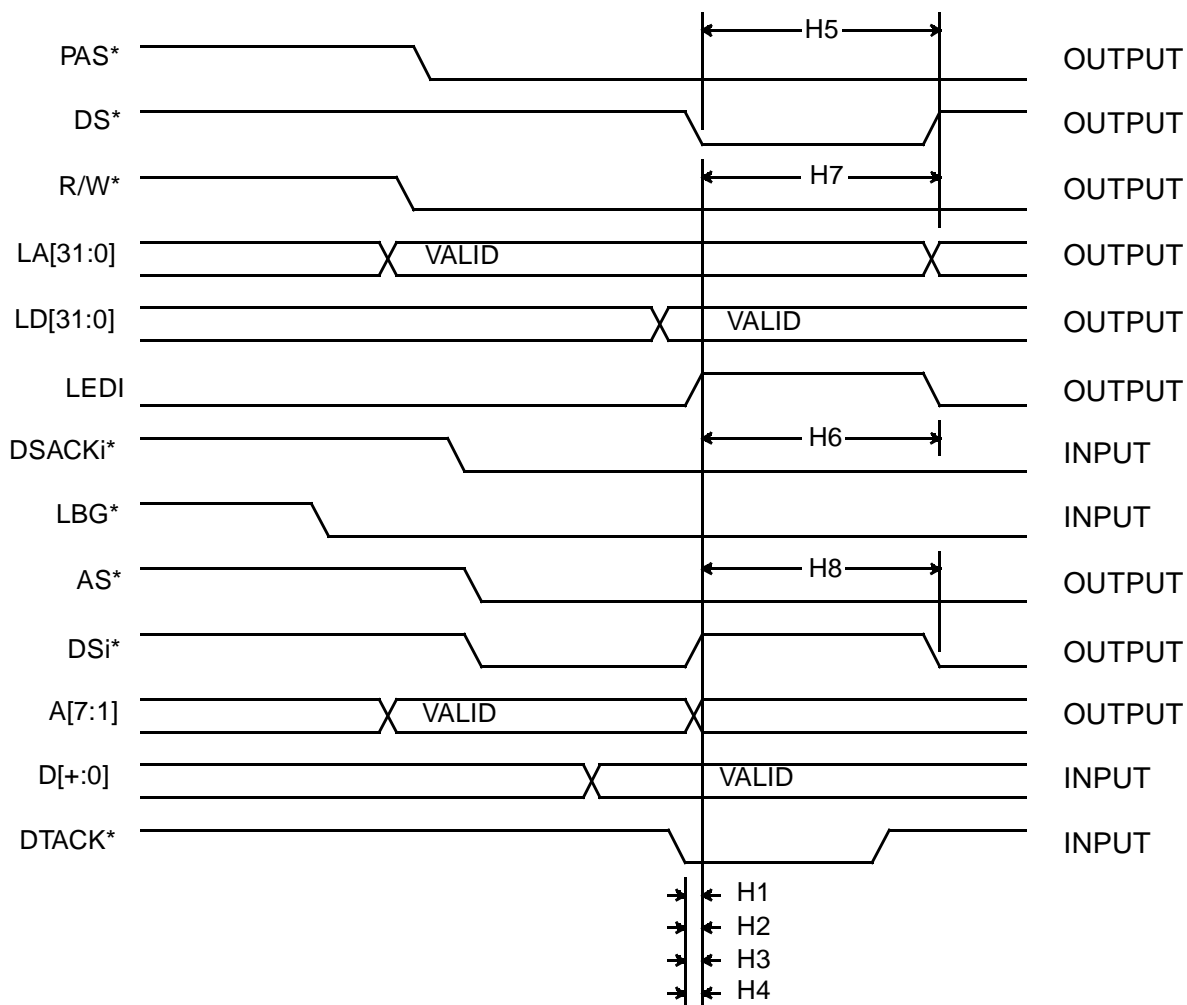 H5
PAS* OUTPUT
DS* OUTPUT
R/W* H7 OUTPUT
LA[31:0] VALID OUTPUT
LD[31:0] VALID OUTPUT
LEDI OUTPUT
DSACKi* H6 INPUT
LBG* INPUT
AS* H8 OUTPUT
DSi* OUTPUT
A[7:1] VALID OUTPUT
D[+:0] VALID INPUT
DTACK* INPUT
H1
H2
H3
H4